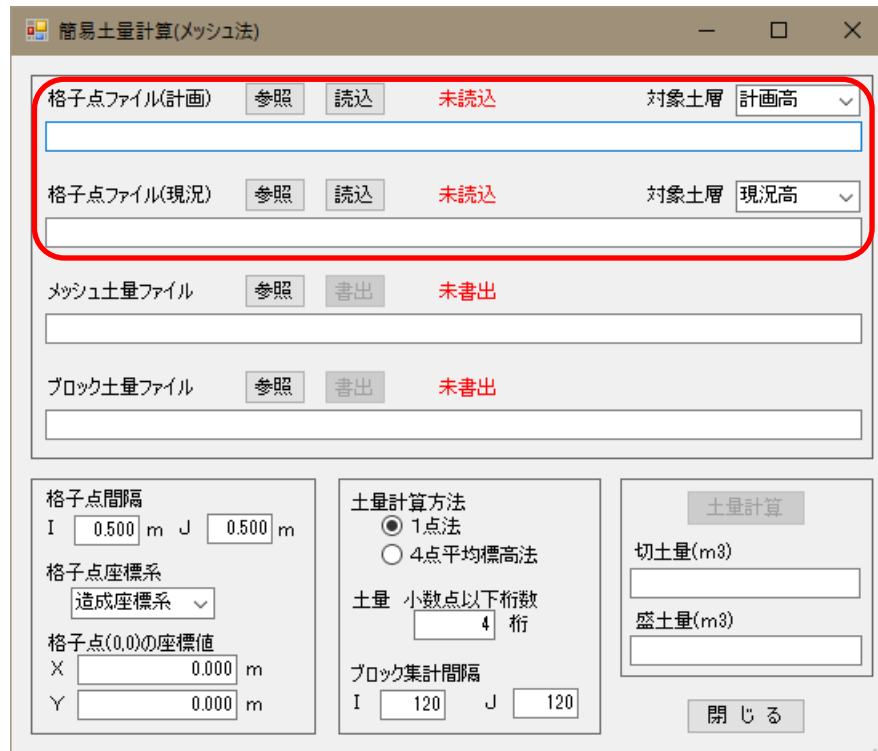 簡易土量計算(メッシュ法)
格子点ファイル(計画) 参照 読込 未読込 対象土層 計画高
格子点ファイル(現況) 参照 読込 未読込 対象土層 現況高
メッシュ土量ファイル 参照 書出 未書出
ブロック土量ファイル 参照 書出 未書出
格子点間隔
I 0.500 m J 0.500 m
格子点座標系
造成座標系
格子点(0,0)の座標値
X 0.000 m
Y 0.000 m
土量計算方法
1点法
4点平均標高法
土量 小数点以下桁数
4 桁
ブロック集計間隔
I 120 J 120
土量計算
切土量(m3)
盛土量(m3)
閉じる